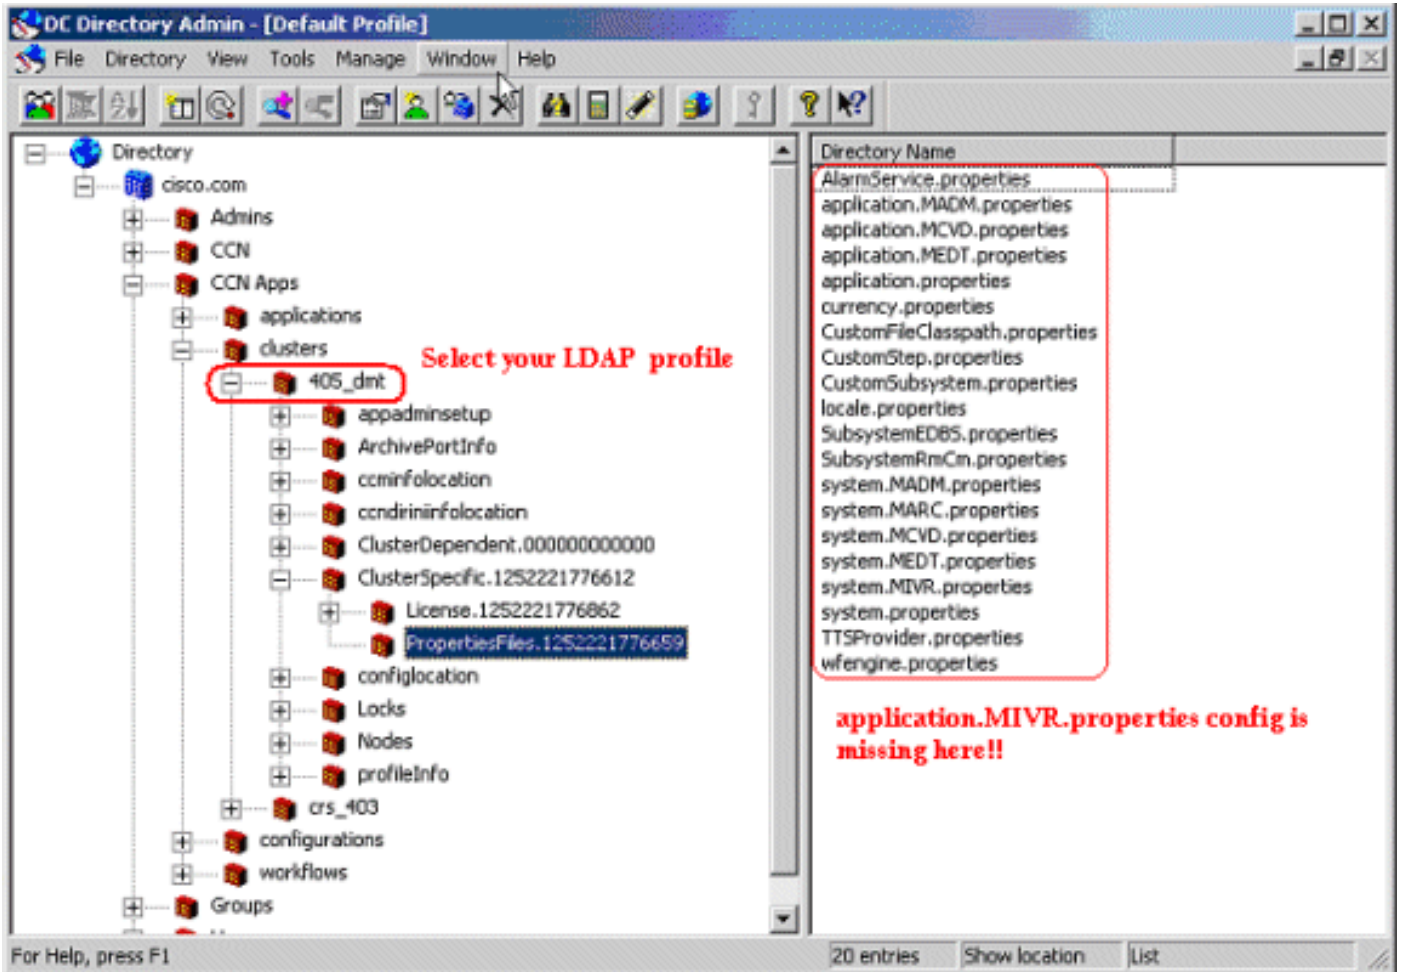 DC Directory Admin - [Default Profile]
File Directory View Tools Manage Window Help
Directory
cisco.com
Admins
CCN
CCN Apps
applications
clusters
405_dmt
Select your LDAP profile
appadminsetup
ArchivePortInfo
ccminfolocation
ccndiriniinfolocation
ClusterDependent.000000000000
ClusterSpecific.1252221776612
License.1252221776862
PropertiesFiles.1252221776659
configlocation
Locks
Nodes
profileInfo
crs_403
configurations
workflows
Groups
Directory Name
AlarmService.properties
application.MADM.properties
application.MCVD.properties
application.MEDT.properties
application.properties
currency.properties
CustomFileClasspath.properties
CustomStep.properties
CustomSubsystem.properties
locale.properties
SubsystemEDBS.properties
SubsystemRmCm.properties
system.MADM.properties
system.MARC.properties
system.MCVD.properties
system.MEDT.properties
system.MIVR.properties
system.properties
TTSProvider.properties
wfengine.properties
application.MIVR.properties config is
missing here!!
For Help, press F1
20 entries
Show location
List